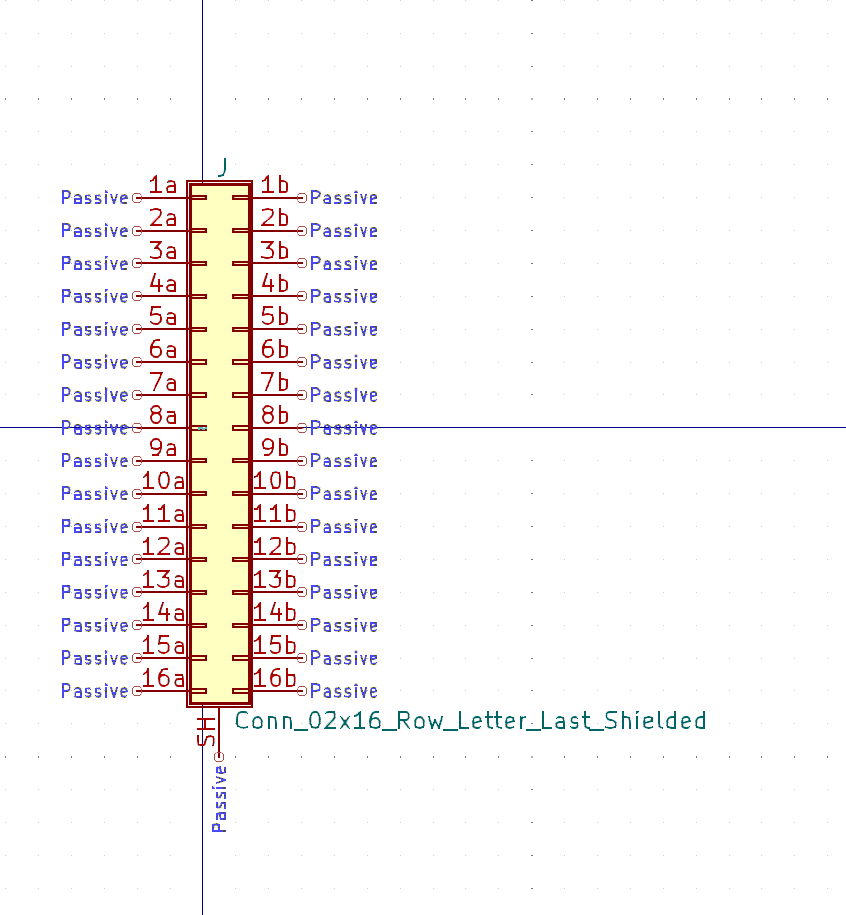 J
Passive 1a 1b Passive
Passive 2a 2b Passive
Passive 3a 3b Passive
Passive 4a 4b Passive
Passive 5a 5b Passive
Passive 6a 6b Passive
Passive 7a 7b Passive
Passive 8a 8b Passive
Passive 9a 9b Passive
Passive 10a 10b Passive
Passive 11a 11b Passive
Passive 12a 12b Passive
Passive 13a 13b Passive
Passive 14a 14b Passive
Passive 15a 15b Passive
Passive 16a 16b Passive
SH Conn_02x16_Row_Letter_Last_Shielded
Passive